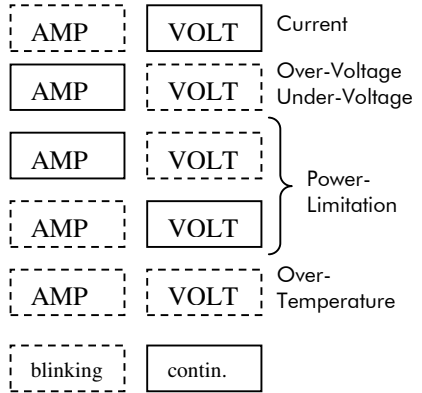 AMP VOLT Current
AMP VOLT Over-Voltage
Under-Voltage
AMP VOLT
Power-
Limitation
AMP VOLT
AMP VOLT Over-
Temperature
blinking contin.